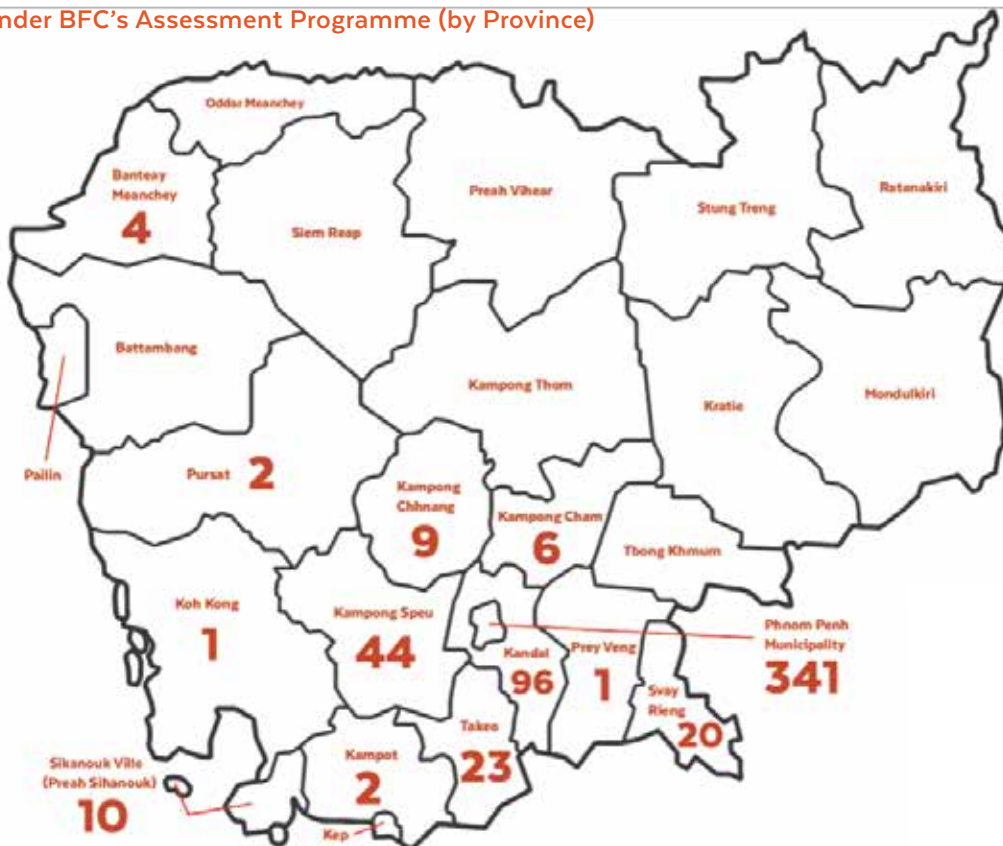 nder BFC's Assessment Programme (by Province)
Oddar Meanchey
Banteay
Meanchey
4
Siem Reap
Preah Vihear
Stung Treng
Ratanakiri
Battambang
Pailin
Pursat 2
Kampong Thom
Kratie
Mondulkiri
Kampong
Chhnang
9
Kampong Cham
6
Tbong Khmum
Koh Kong
1
Kampong Speu
44
Kandal
96
Prey Veng
1
Phnom Penh
Municipality
341
Svay
Rieng
20
Takeo
23
Kampot
2
Sikanouk Ville
(Preah Sihanouk)
10
Kep